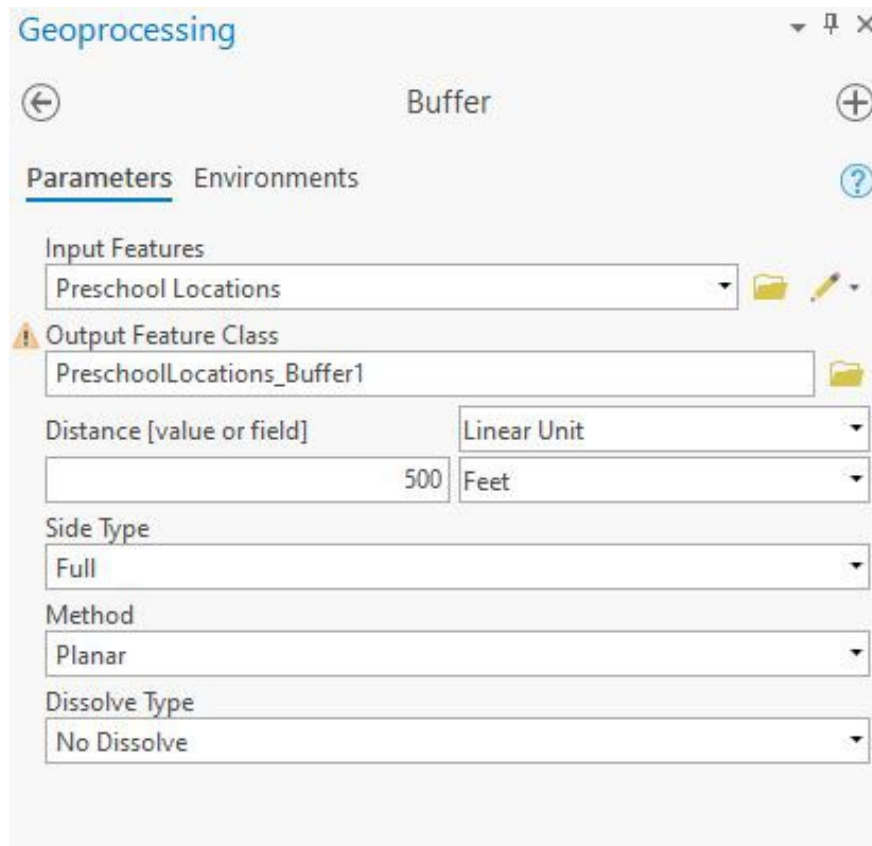 Geoprocessing
Buffer
Parameters Environments
Input Features
Preschool Locations
Output Feature Class
PreschoolLocations_Buffer1
Distance [value or field] Linear Unit
500 Feet
Side Type
Full
Method
Planar
Dissolve Type
No Dissolve